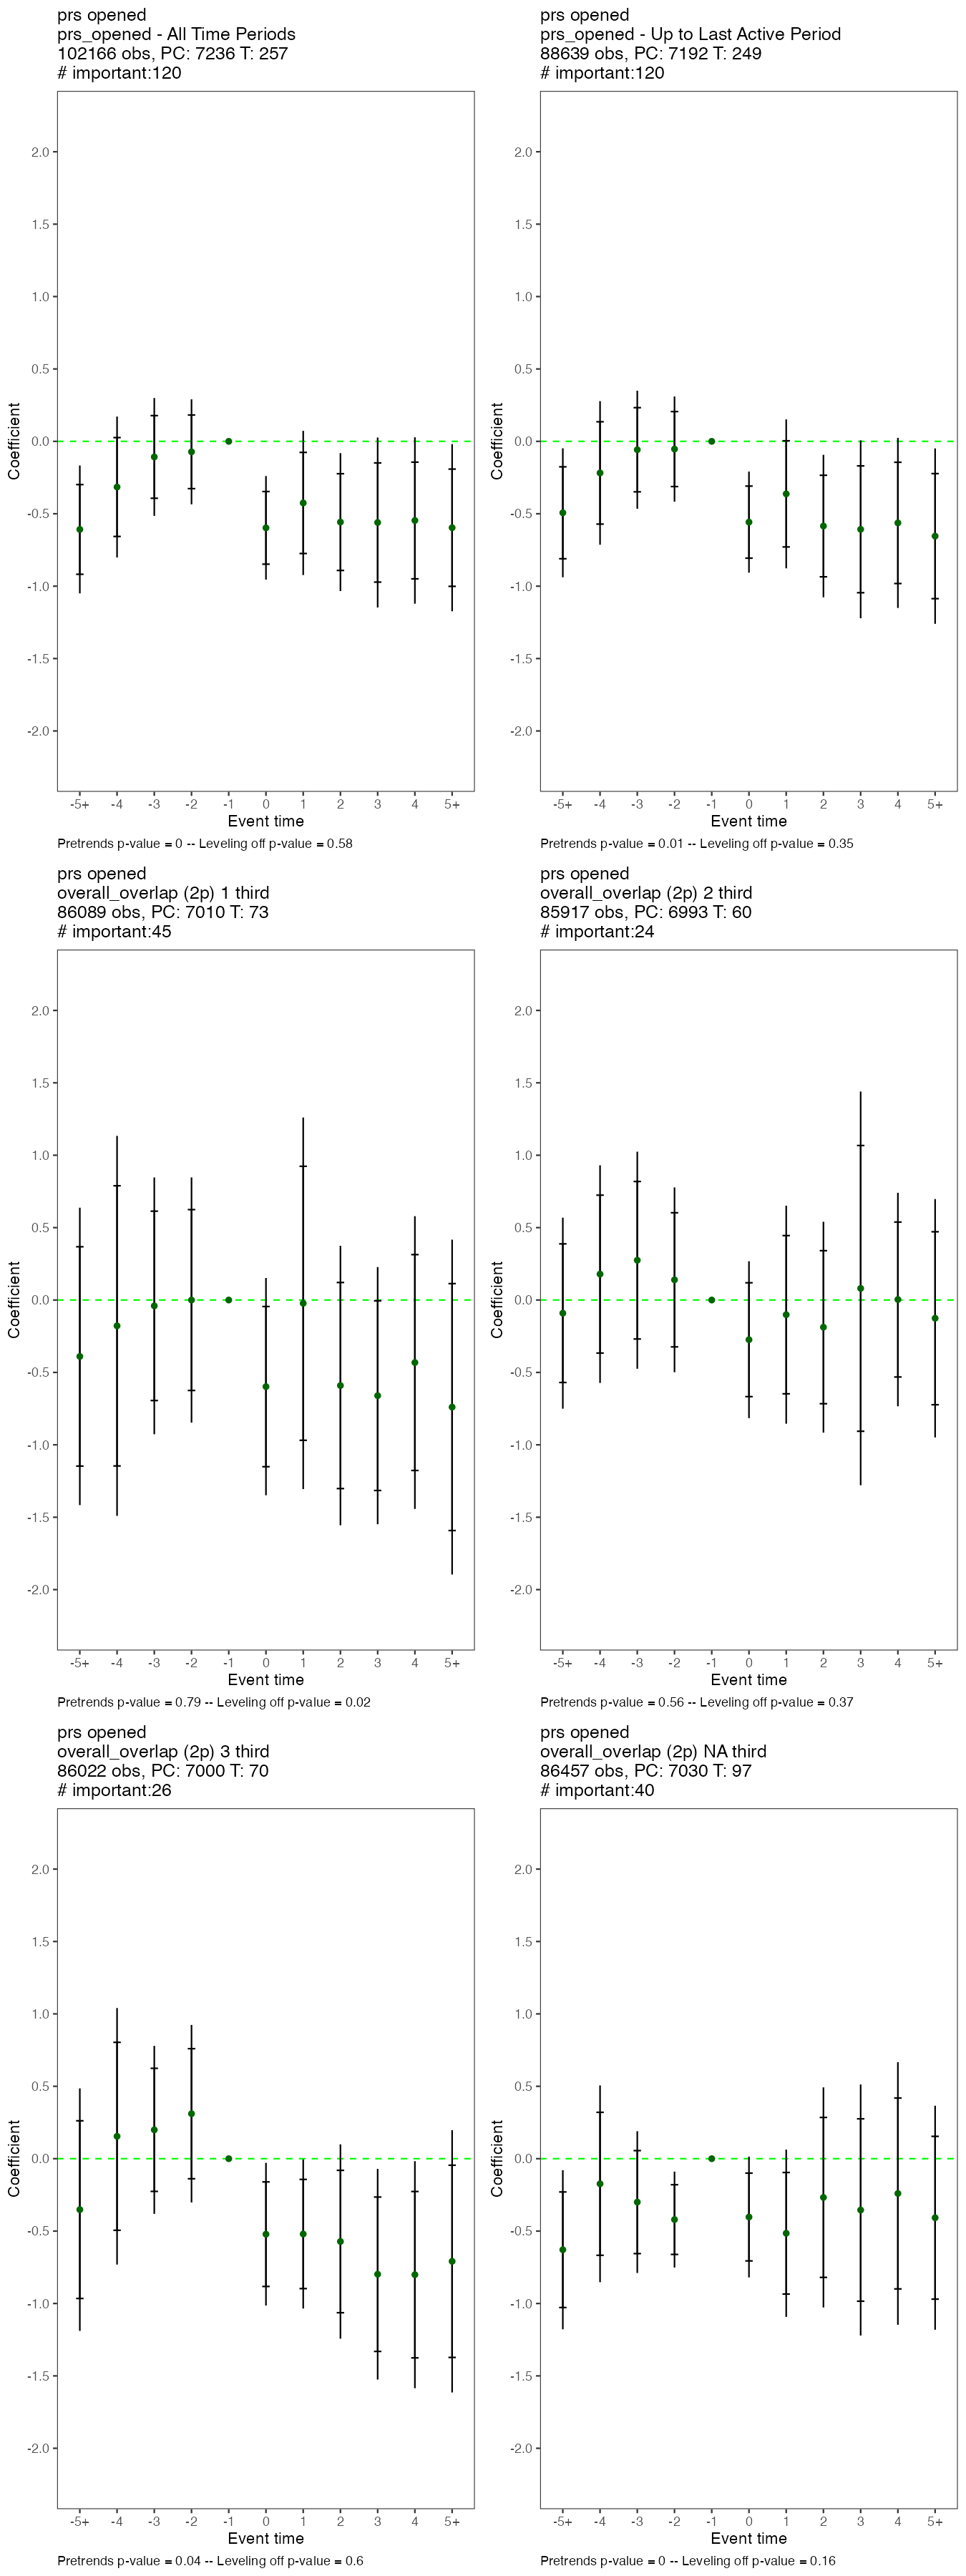 prs opened
prs_opened - All Time Periods
102166 obs, PC: 7236 T: 257
# important:120
2.0
1.5
1.0
0.5
0.0
-0.5
-1.0
-1.5
-2.0
Coefficient
-5+ -4 -3 -2 -1 0 1 2 3 4 5+
Event time
Pretrends p-value = 0 -- Leveling off p-value = 0.58
prs opened
prs_opened - Up to Last Active Period
88639 obs, PC: 7192 T: 249
# important:120
2.0
1.5
1.0
0.5
0.0
-0.5
-1.0
-1.5
-2.0
Coefficient
-5+ -4 -3 -2 -1 0 1 2 3 4 5+
Event time
Pretrends p-value = 0.01 -- Leveling off p-value = 0.35
prs opened
overall_overlap (2p) 1 third
86089 obs, PC: 7010 T: 73
# important:45
2.0
1.5
1.0
0.5
0.0
-0.5
-1.0
-1.5
-2.0
Coefficient
-5+ -4 -3 -2 -1 0 1 2 3 4 5+
Event time
Pretrends p-value = 0.79 -- Leveling off p-value = 0.02
prs opened
overall_overlap (2p) 2 third
85917 obs, PC: 6993 T: 60
# important:24
2.0
1.5
1.0
0.5
0.0
-0.5
-1.0
-1.5
-2.0
Coefficient
-5+ -4 -3 -2 -1 0 1 2 3 4 5+
Event time
Pretrends p-value = 0.56 -- Leveling off p-value = 0.37
prs opened
overall_overlap (2p) 3 third
86022 obs, PC: 7000 T: 70
# important:26
2.0
1.5
1.0
0.5
0.0
-0.5
-1.0
-1.5
-2.0
Coefficient
-5+ -4 -3 -2 -1 0 1 2 3 4 5+
Event time
Pretrends p-value = 0.04 -- Leveling off p-value = 0.6
prs opened
overall_overlap (2p) NA third
86457 obs, PC: 7030 T: 97
# important:40
2.0
1.5
1.0
0.5
0.0
-0.5
-1.0
-1.5
-2.0
Coefficient
-5+ -4 -3 -2 -1 0 1 2 3 4 5+
Event time
Pretrends p-value = 0 -- Leveling off p-value = 0.16